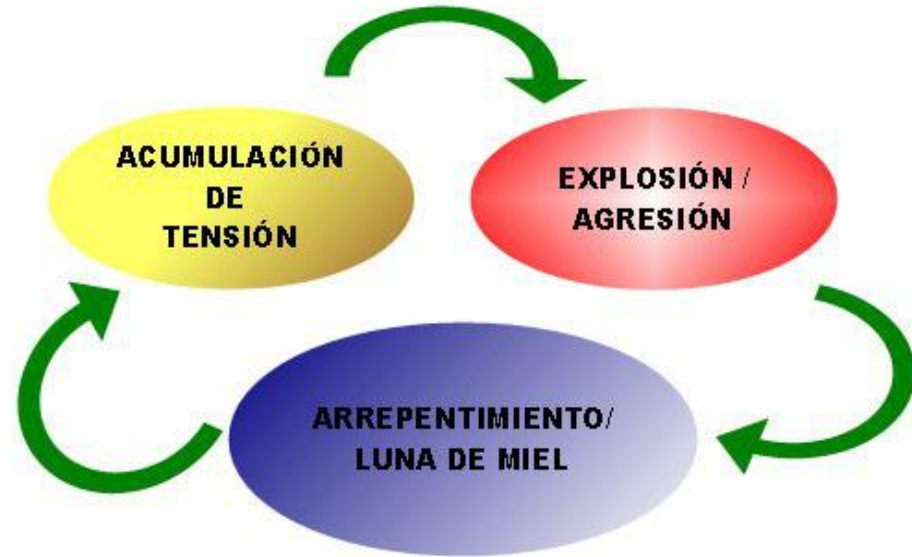 ACUMULACIÓN
DE
TENSIÓN
EXPLOSIÓN /
AGRESIÓN
ARREPENTIMIENTO/
LUNA DE MIEL